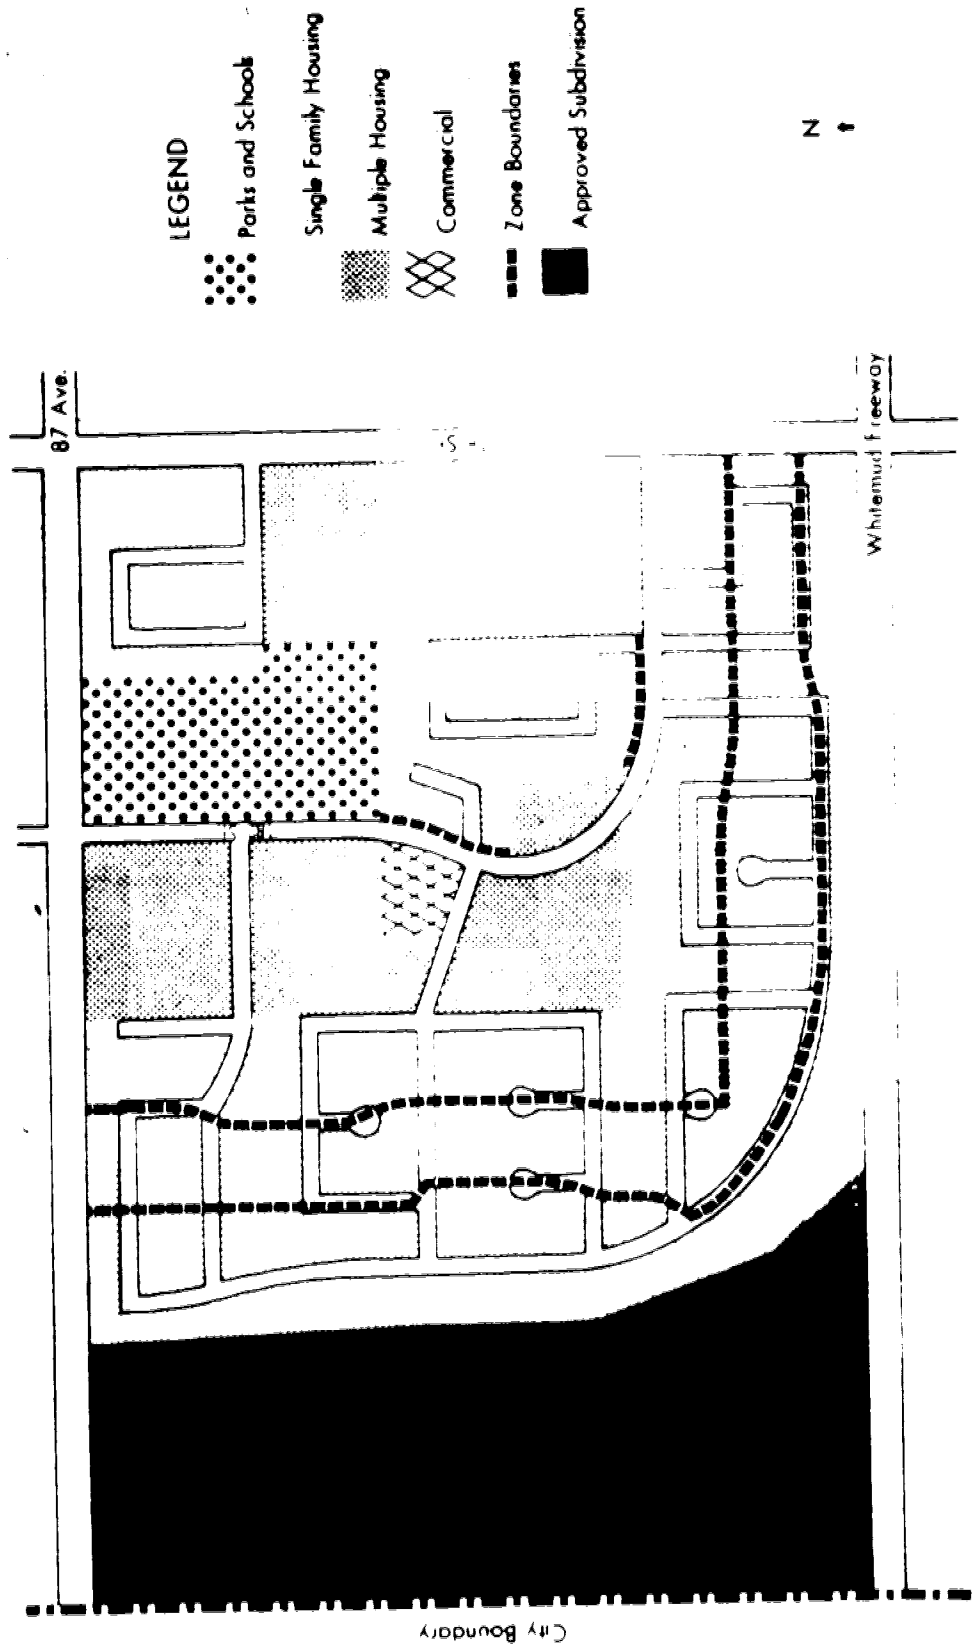 LEGEND
Parks and Schools
Single Family Housing
Multiple Housing
Commercial
Zone Boundaries
Approved Subdivision
N
87 Ave.
Whitemud Freeway
City Boundary